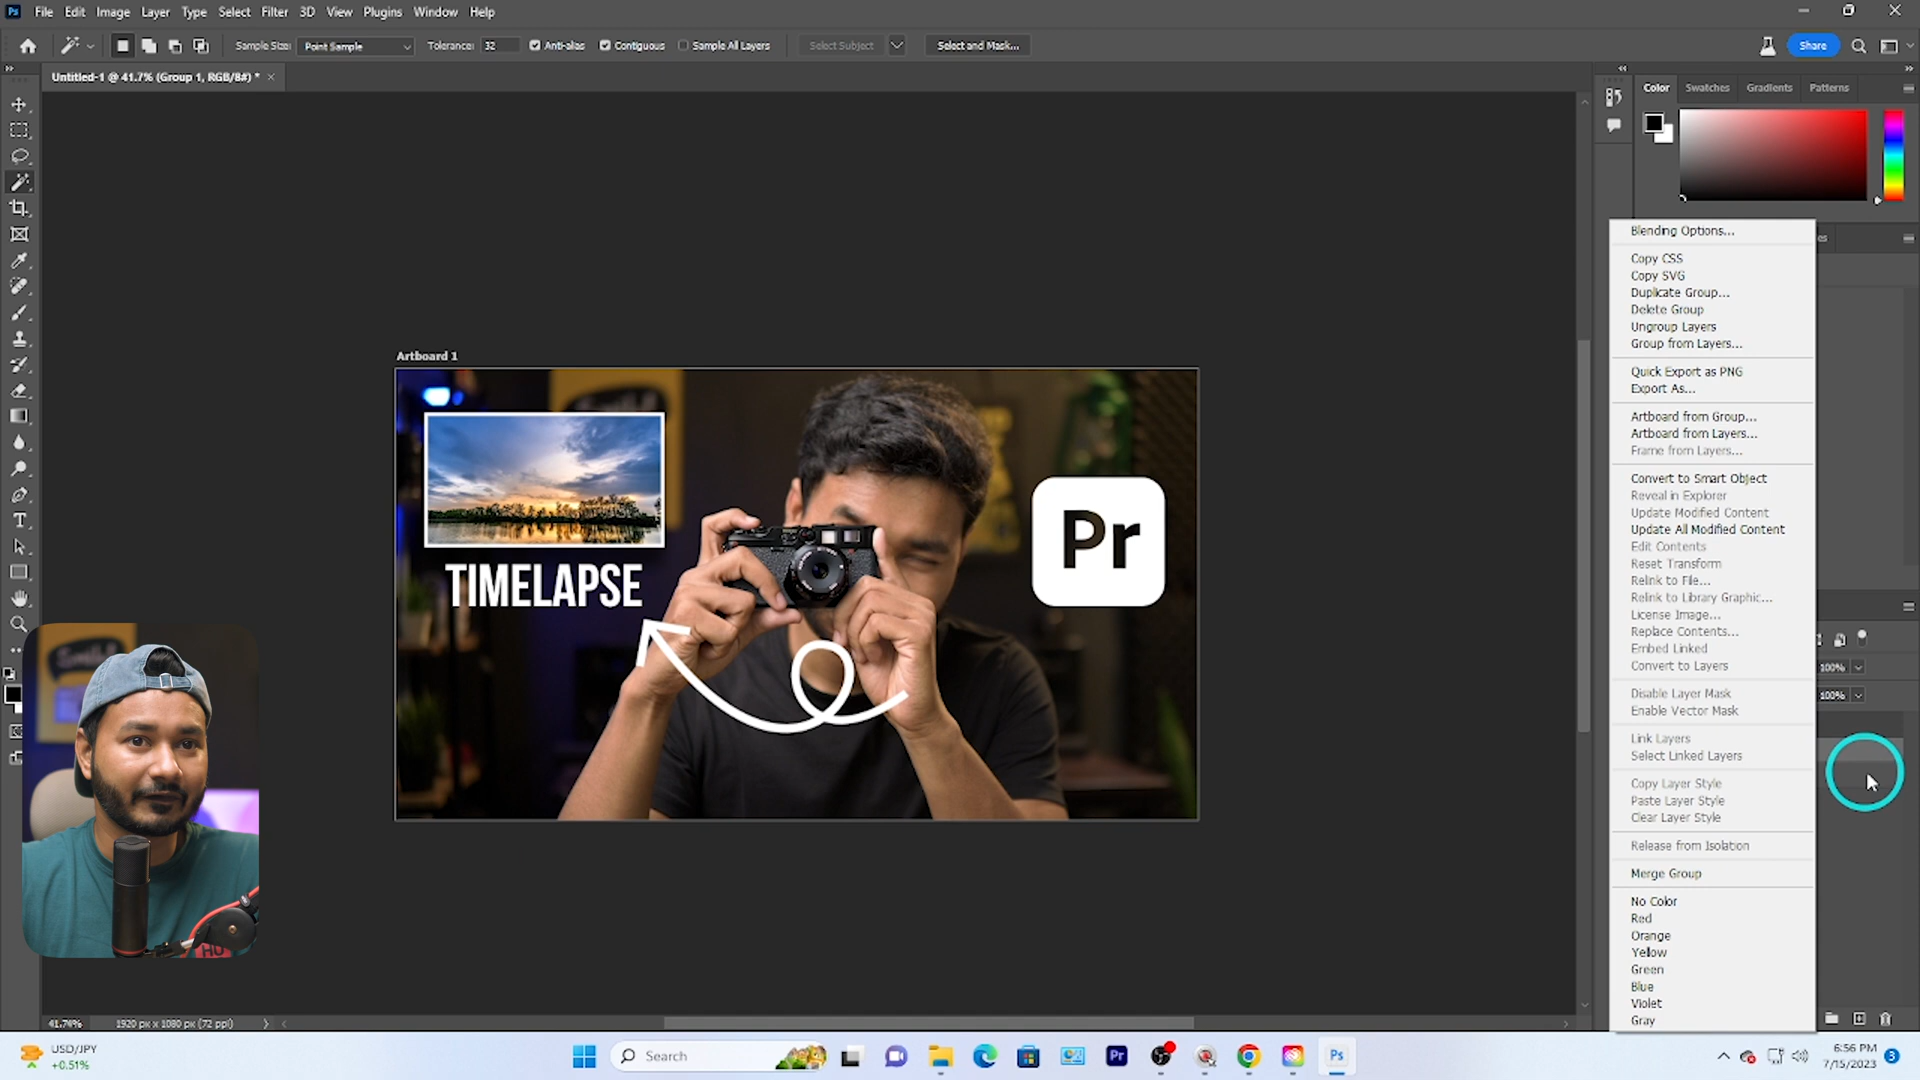 Ps File Edit Image Layer Type Select Filter 3D View Plugins Window Help
Sample Size: Point Sample Tolerance: 32 Anti-alias Contiguous Sample All Layers Select Subject Select and Mask... Share
Untitled-1 @ 41.7% (Group 1, RGB/8#) * ×
Color Swatches Gradients Patterns
Blending Options...
Copy CSS
Copy SVG
Duplicate Group...
Delete Group
Ungroup Layers
Group from Layers...
Quick Export as PNG
Export As...
Artboard from Group...
Artboard from Layers...
Frame from Layers...
Convert to Smart Object
Reveal in Explorer
Update Modified Content
Update All Modified Content
Edit Contents
Reset Transform
Relink to File...
Relink to Library Graphic...
License Image...
Replace Contents...
Embed Linked
Convert to Layers
Disable Layer Mask
Enable Vector Mask
Link Layers
Select Linked Layers
Copy Layer Style
Paste Layer Style
Clear Layer Style
Release from Isolation
Merge Group
No Color
Red
Orange
Yellow
Green
Blue
Violet
Gray
100%
100%
Artboard 1
TIMELAPSE
Pr
41.74% 1920 px x 1080 px (72 ppi)
USD/JPY
+0.51%
Search
Pr
Ps
6:56 PM
7/15/2023
3